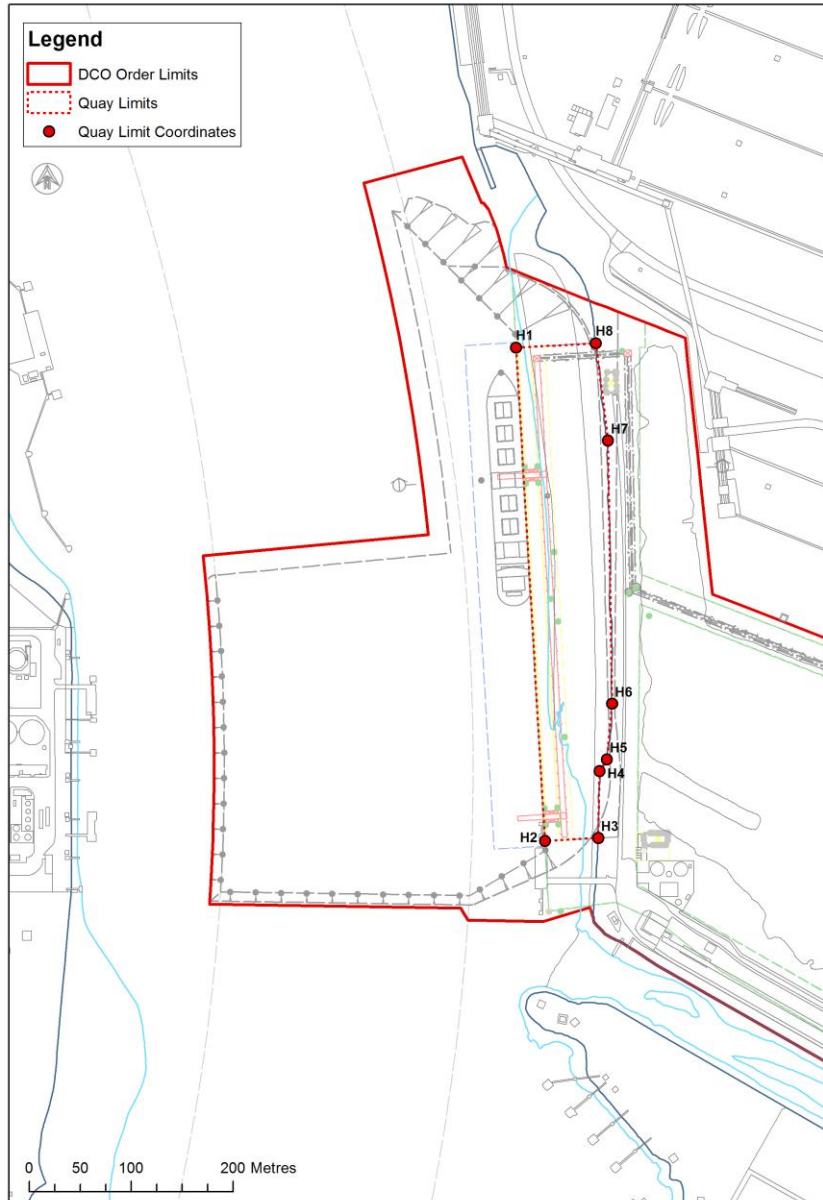 Legend
DCO Order Limits
Quay Limits
Quay Limit Coordinates
N
H1
H8
H7
H6
H5
H4
H2
H3
0 50 100 200 Metres